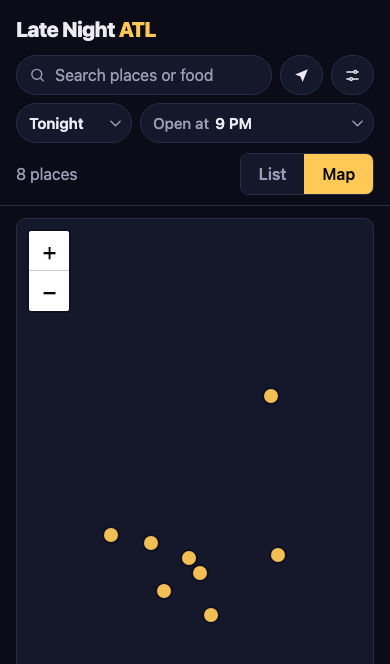 Late Night ATL
Search places or food
Tonight
Open at 9 PM
8 places
List
Map
+
−